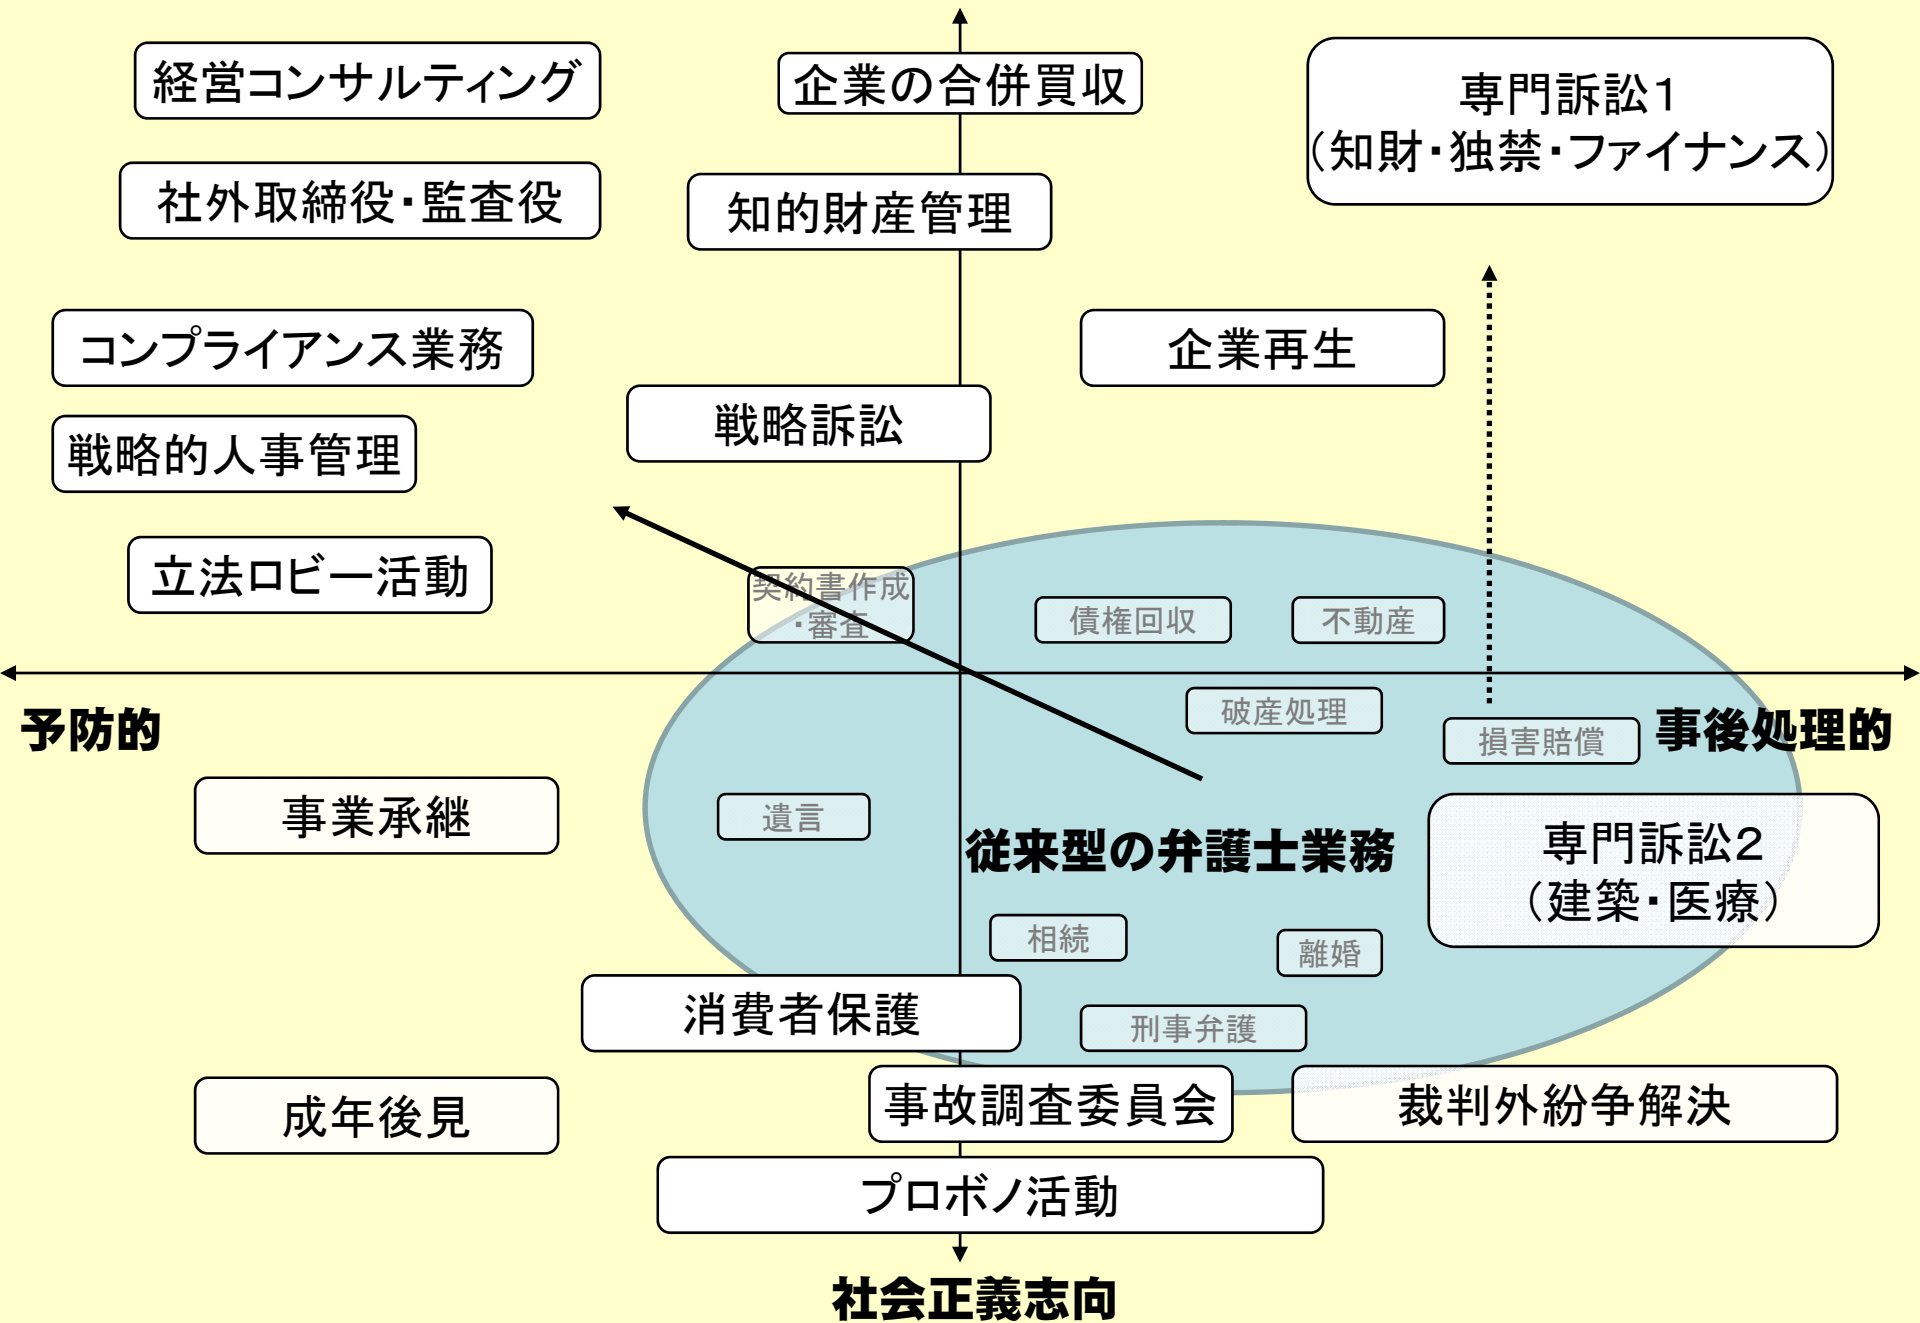 経営コンサルティング
企業の合併買収
専門訴訟１
（知財・独禁・ファイナンス）
社外取締役・監査役
知的財産管理
コンプライアンス業務
企業再生
戦略訴訟
戦略的人事管理
立法ロビー活動
契約書作成
・審査
債権回収
不動産
予防的
破産処理
損害賠償
事後処理的
事業承継
遺言
従来型の弁護士業務
専門訴訟２
（建築・医療）
相続
離婚
消費者保護
刑事弁護
成年後見
事故調査委員会
裁判外紛争解決
プロボノ活動
社会正義志向